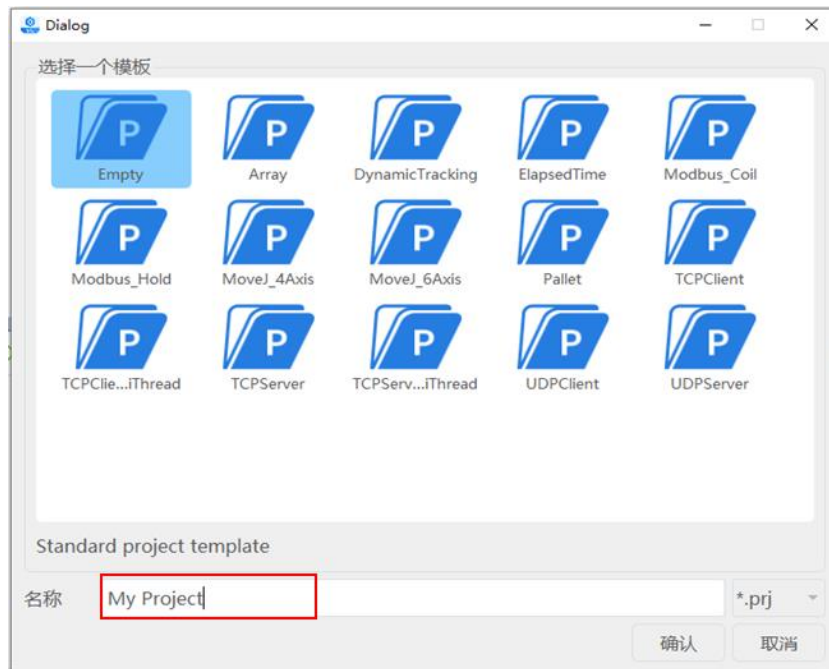 Dialog
选择一个模板
P P P P P
Empty Array DynamicTracking ElapsedTime Modbus_Coil
P P P P P
Modbus_Hold MoveJ_4Axis MoveJ_6Axis Pallet TCPClient
P P P P P
TCPClie...iThread TCPServer TCPServ...iThread UDPClient UDPServer
Standard project template
名称 My Project *.prj
确认 取消